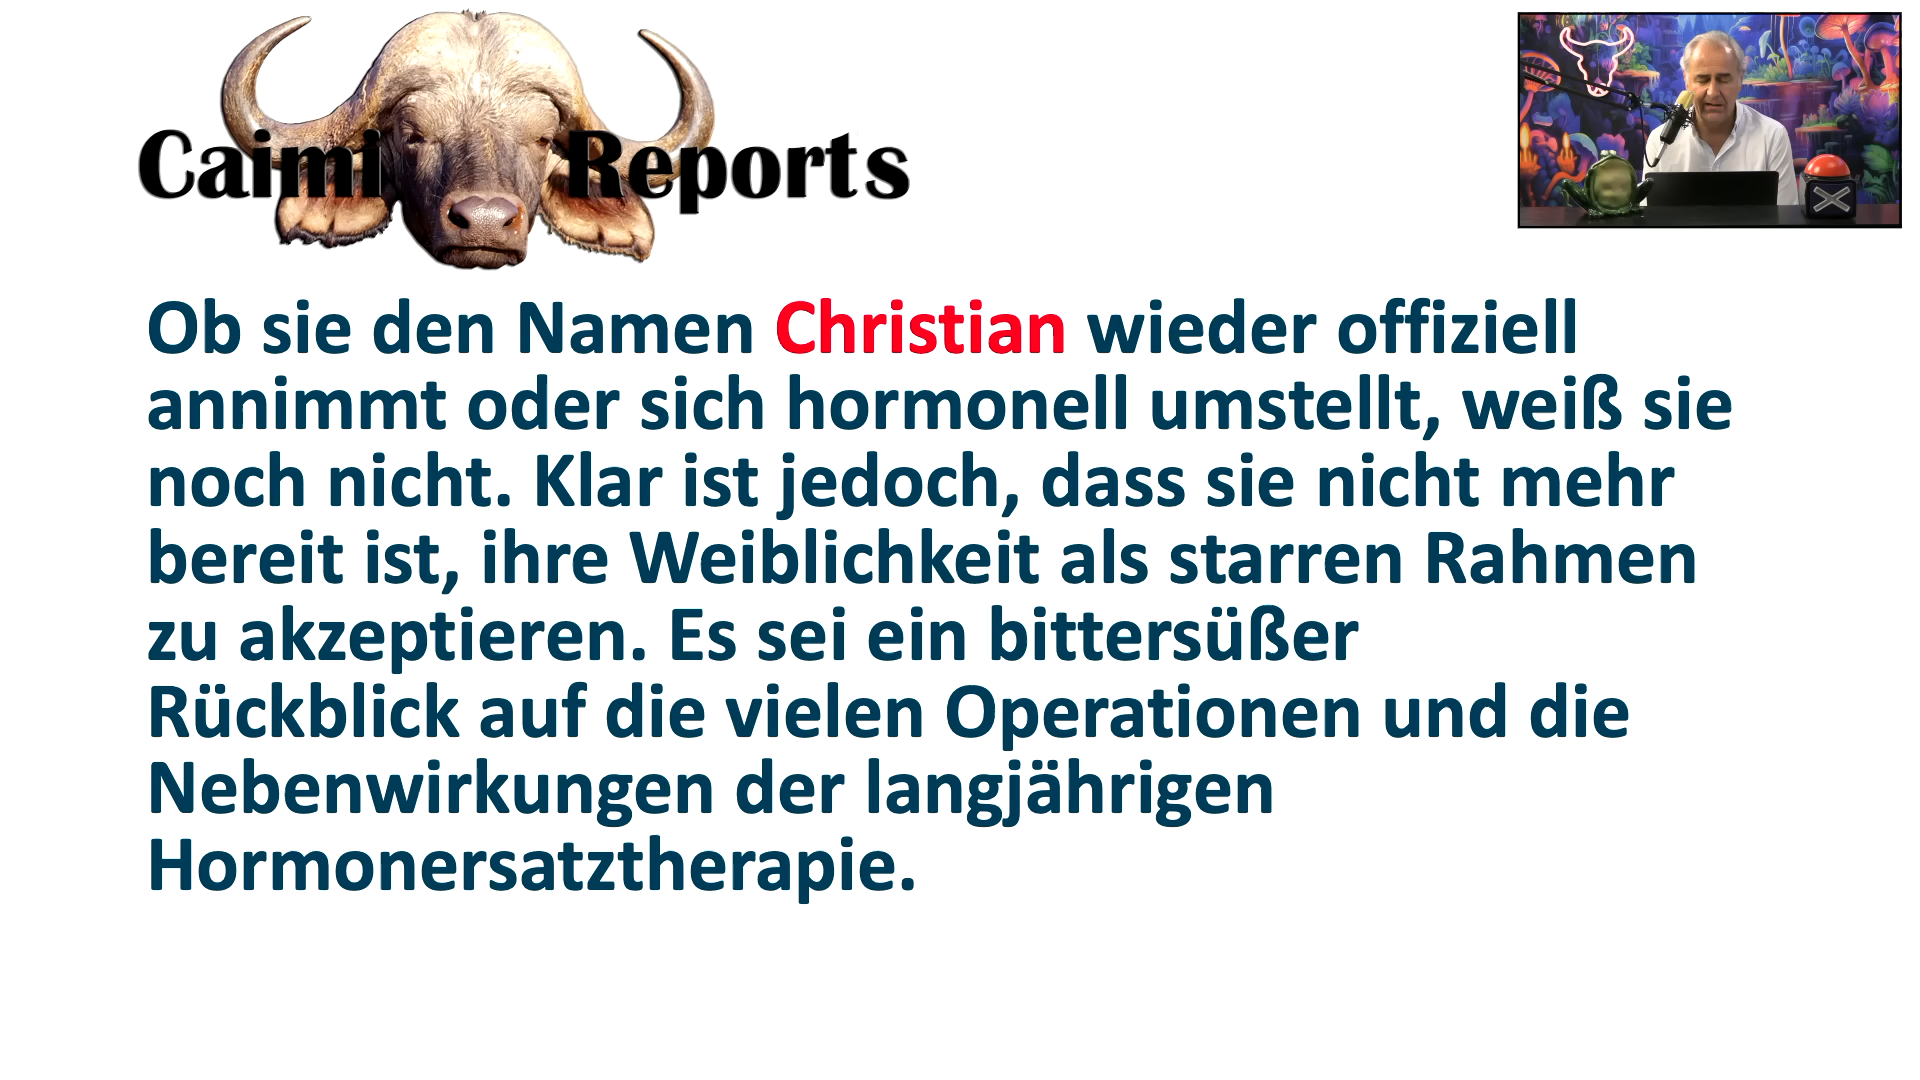 Caimi Reports
Ob sie den Namen Christian wieder offiziell
annimmt oder sich hormonell umstellt, weiß sie
noch nicht. Klar ist jedoch, dass sie nicht mehr
bereit ist, ihre Weiblichkeit als starren Rahmen
zu akzeptieren. Es sei ein bittersüßer
Rückblick auf die vielen Operationen und die
Nebenwirkungen der langjährigen
Hormonersatztherapie.